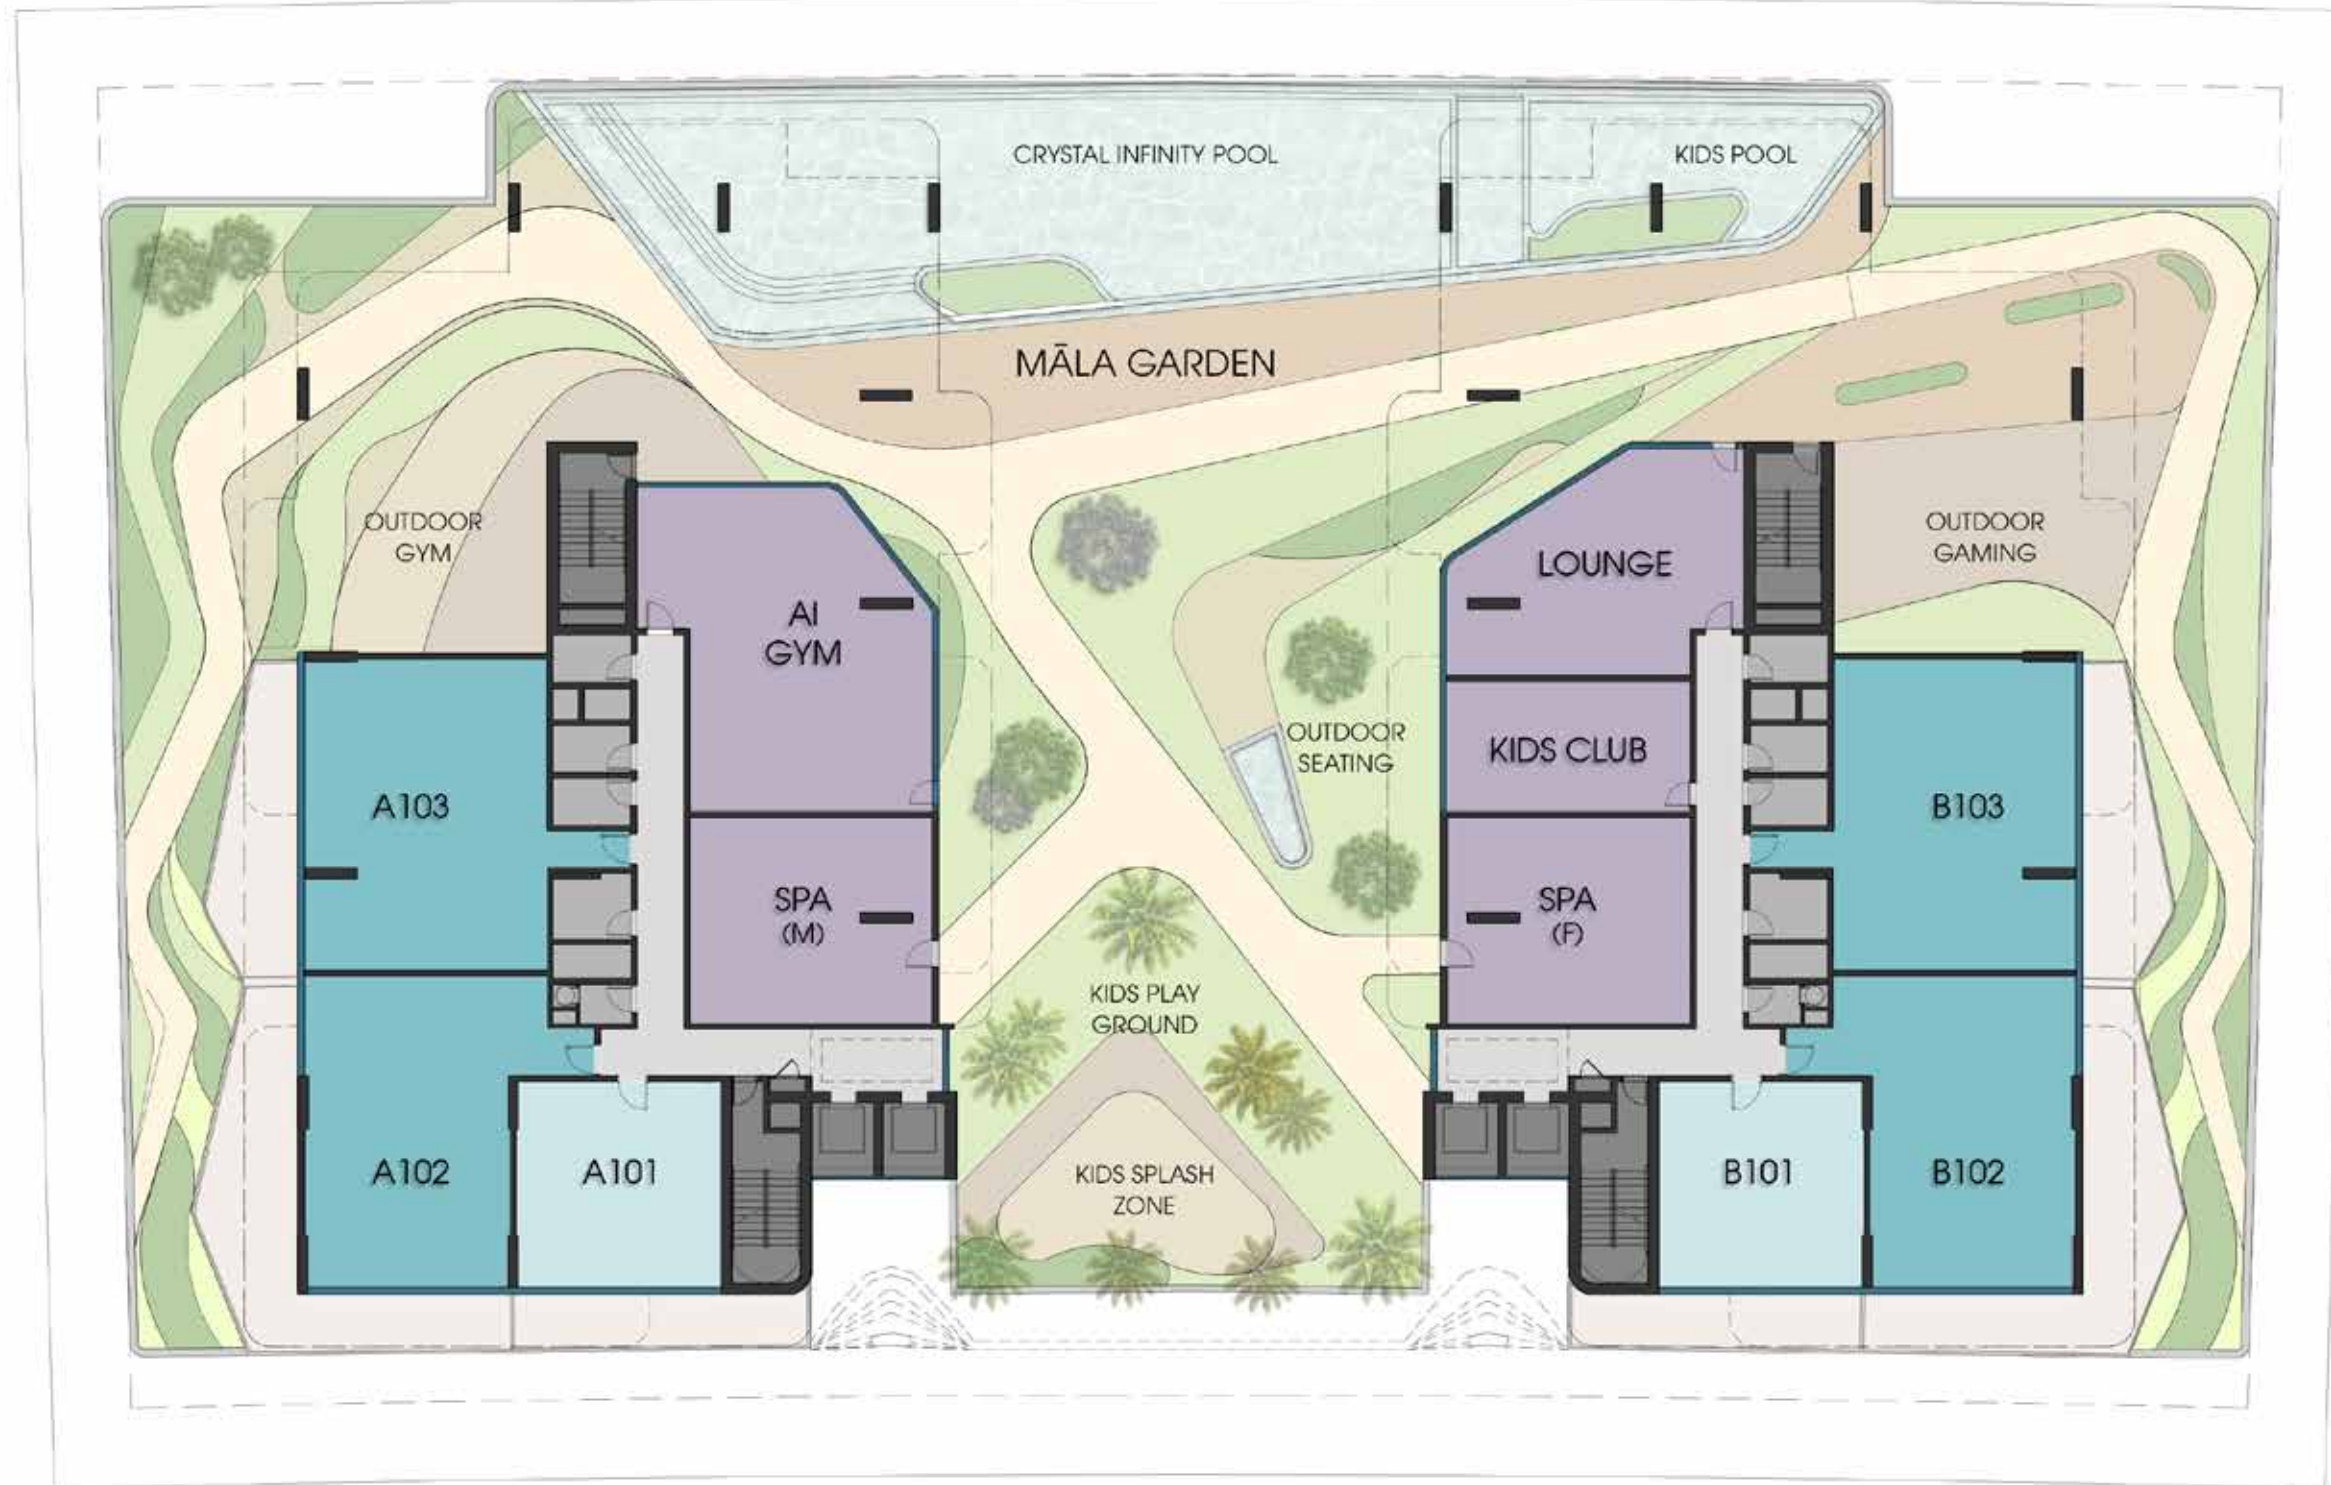 CRYSTAL INFINITY POOL
KIDS POOL
MĀLA GARDEN
OUTDOOR
GYM
OUTDOOR
GAMING
LOUNGE
AI
GYM
OUTDOOR
SEATING
KIDS CLUB
A103
B103
SPA
(M)
SPA
(F)
KIDS PLAY
GROUND
A102
A101
KIDS SPLASH
ZONE
B101
B102